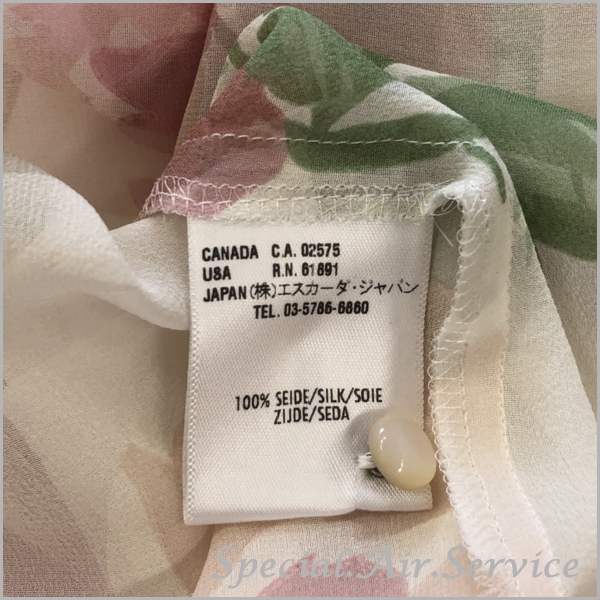 CANADA C.A. 02575
USA R.N. 61891
JAPAN (株)エスカーダ・ジャパン
TEL. 03-5786-6860
100% SEIDE/SILK/SOIE
ZIJDE/SEDA
Special.Air.Service